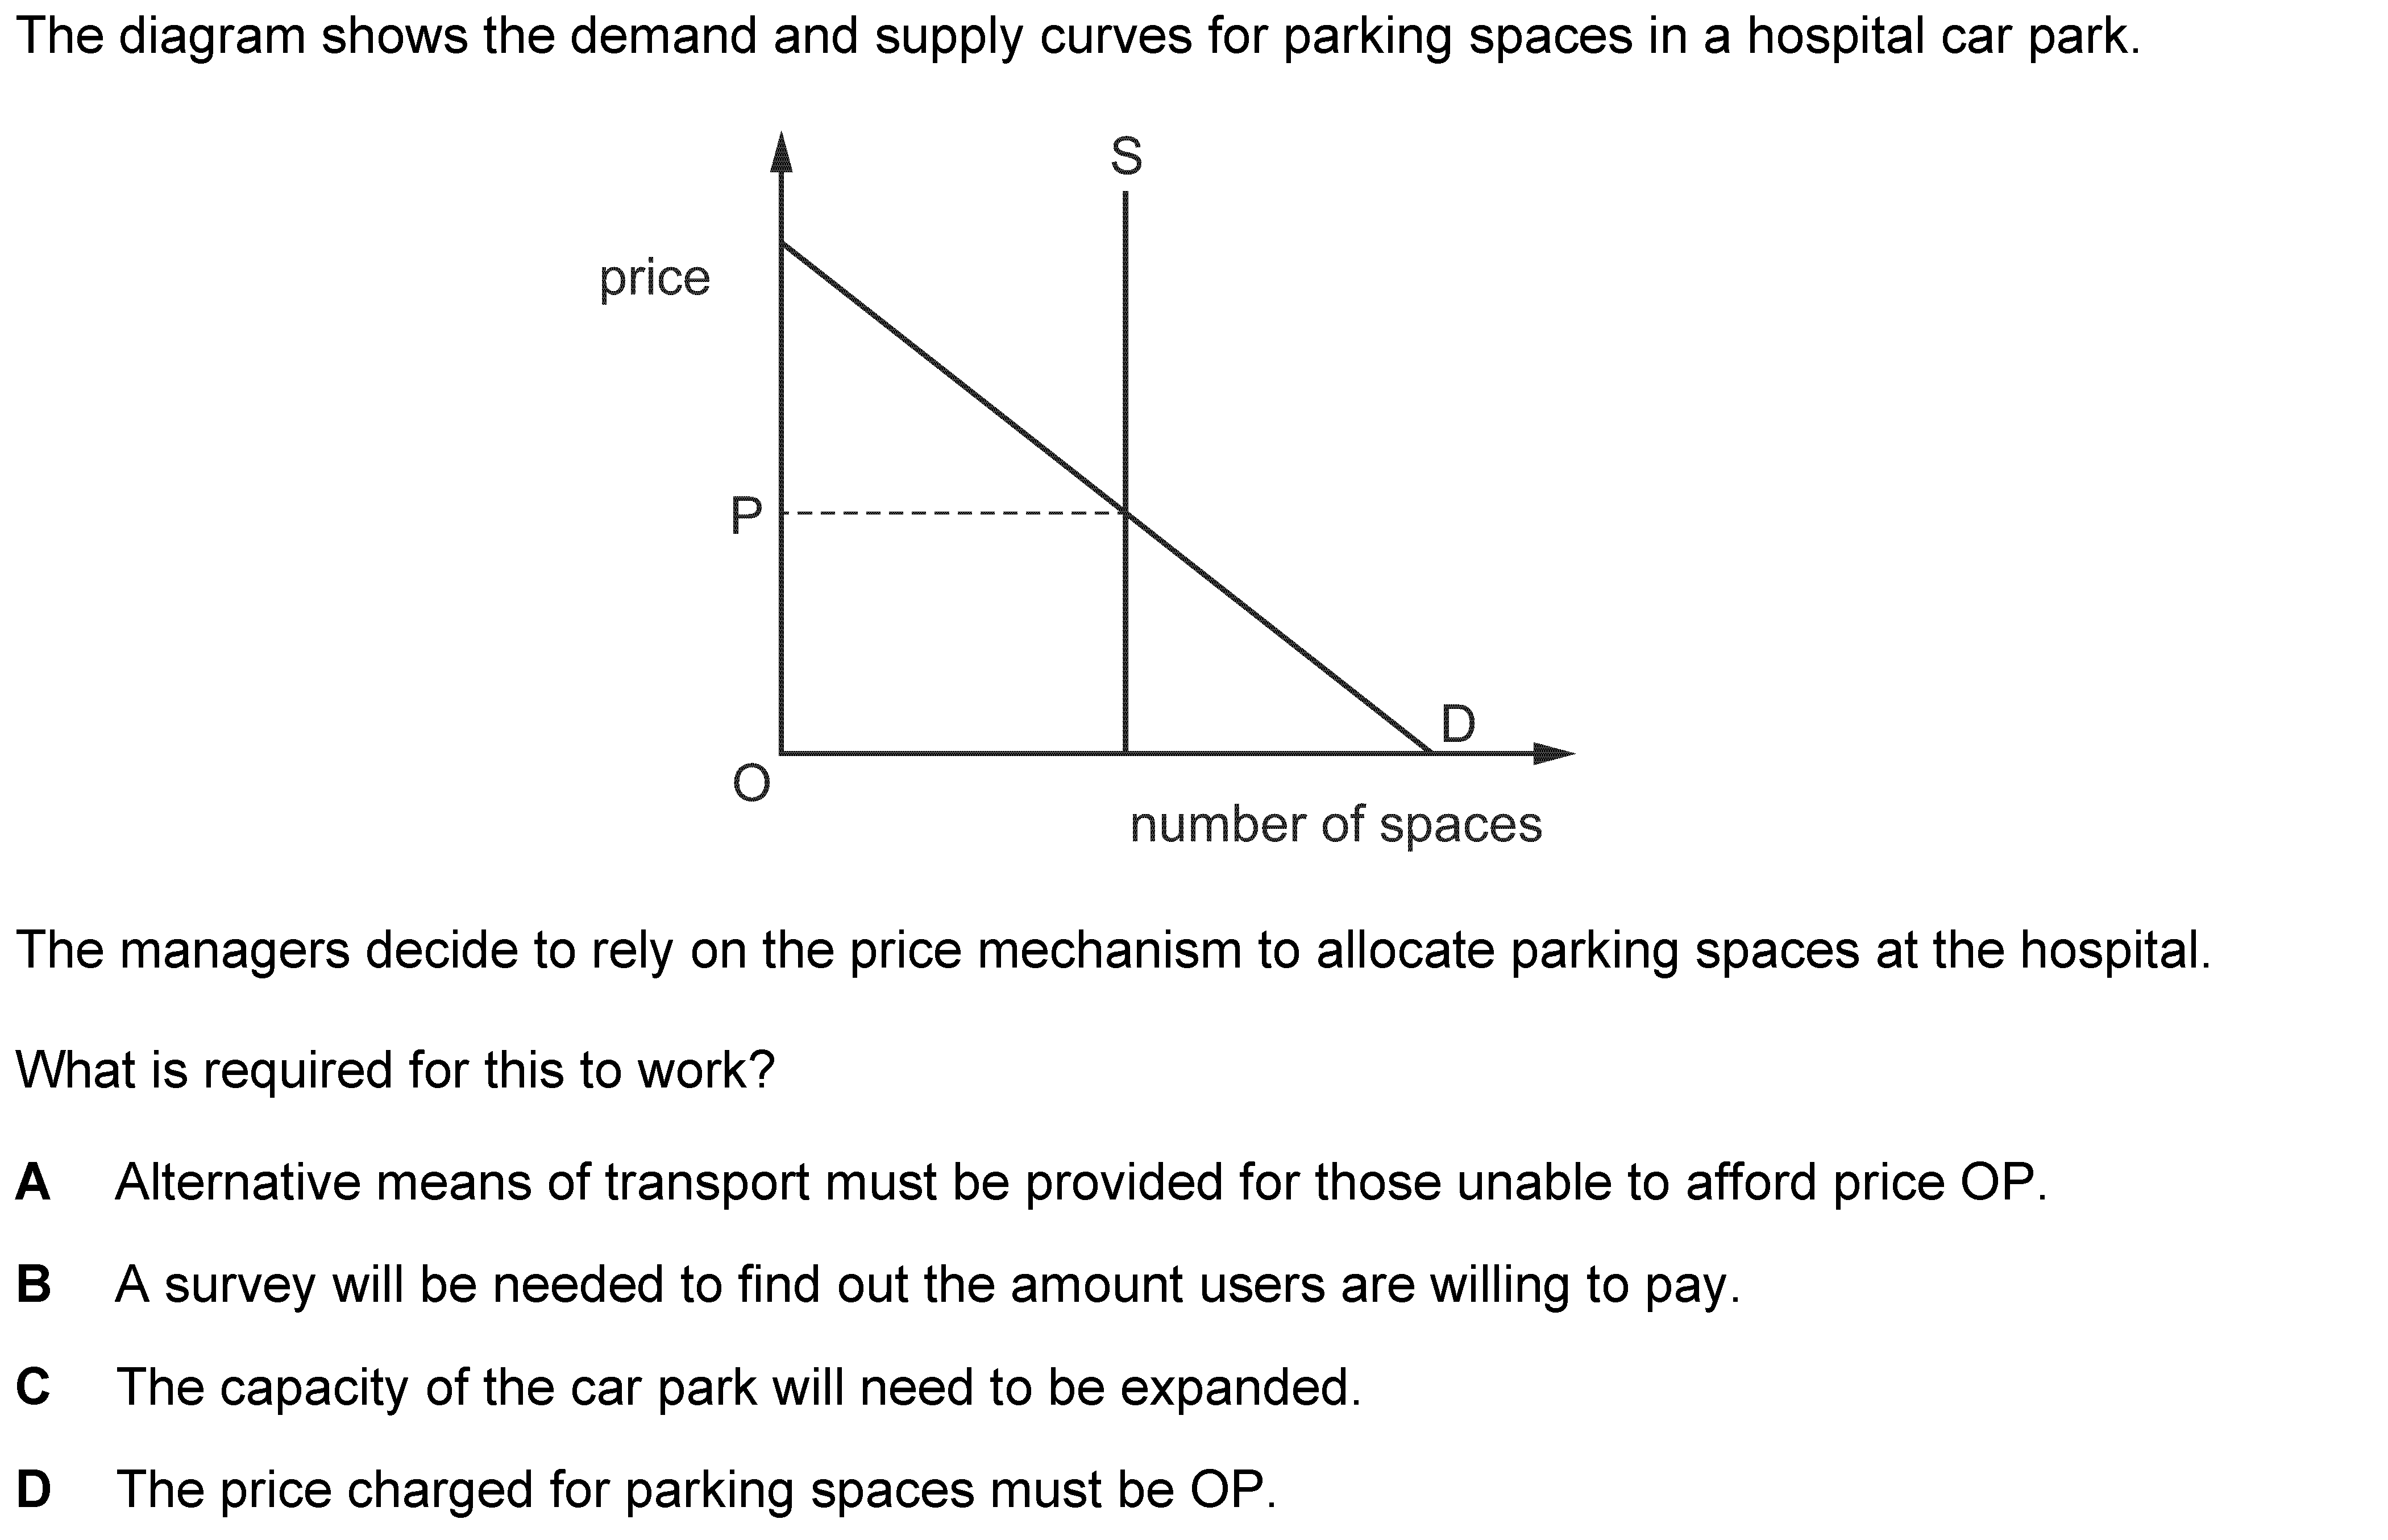 The diagram shows the demand and supply curves for parking spaces in a hospital car park.
S
price
P
D
O
number of spaces
The managers decide to rely on the price mechanism to allocate parking spaces at the hospital.
What is required for this to work?
A Alternative means of transport must be provided for those unable to afford price OP.
B A survey will be needed to find out the amount users are willing to pay.
C The capacity of the car park will need to be expanded.
D The price charged for parking spaces must be OP.